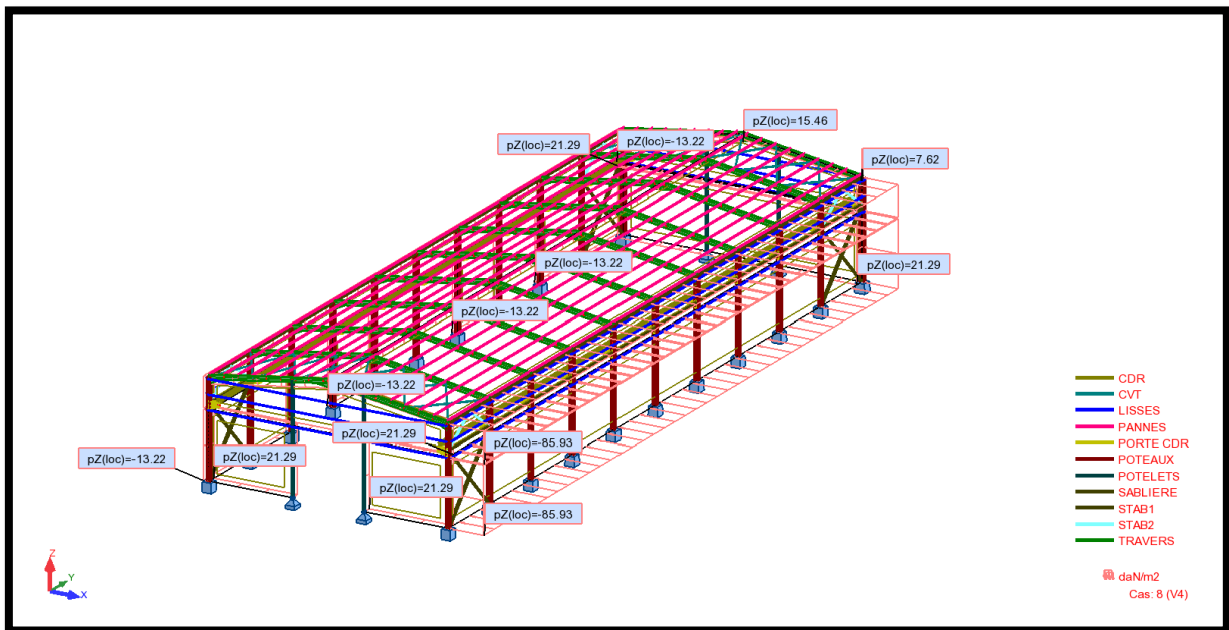 pZ(loc)=15.46
pZ(loc)=21.29
pZ(loc)=-13.22
pZ(loc)=7.62
pZ(loc)=-13.22
pZ(loc)=21.29
pZ(loc)=-13.22
pZ(loc)=-13.22
pZ(loc)=21.29
pZ(loc)=-85.93
pZ(loc)=-13.22
pZ(loc)=21.29
pZ(loc)=21.29
pZ(loc)=-85.93
CDR
CVT
LISSES
PANNES
PORTE CDR
POTEAUX
POTELETS
SABLIERE
STAB1
STAB2
TRAVERS
daN/m2
Cas: 8 (V4)
Z
Y
X